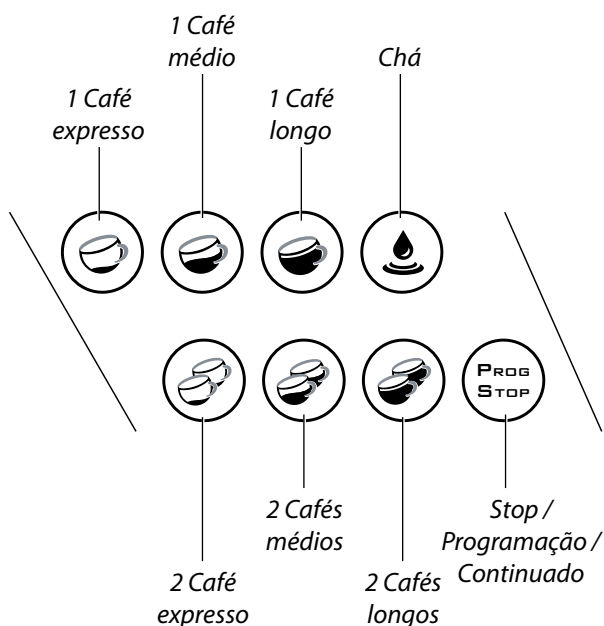 1 Café
médio
Chá
1 Café
expresso
1 Café
longo
PROG
STOP
2 Cafés
médios
Stop /
Programação /
Continuado
2 Café
expresso
2 Cafés
longos